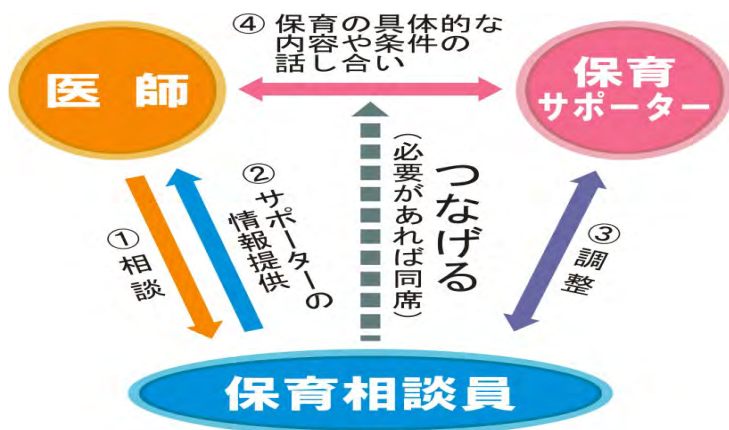 ④ 保育の具体的な
内容や条件の
話し合い
医 師
保育
サポーター
① 相談
② サポーターの
情報提供
つなげる
（必要があれば同席）
③ 調整
保育相談員